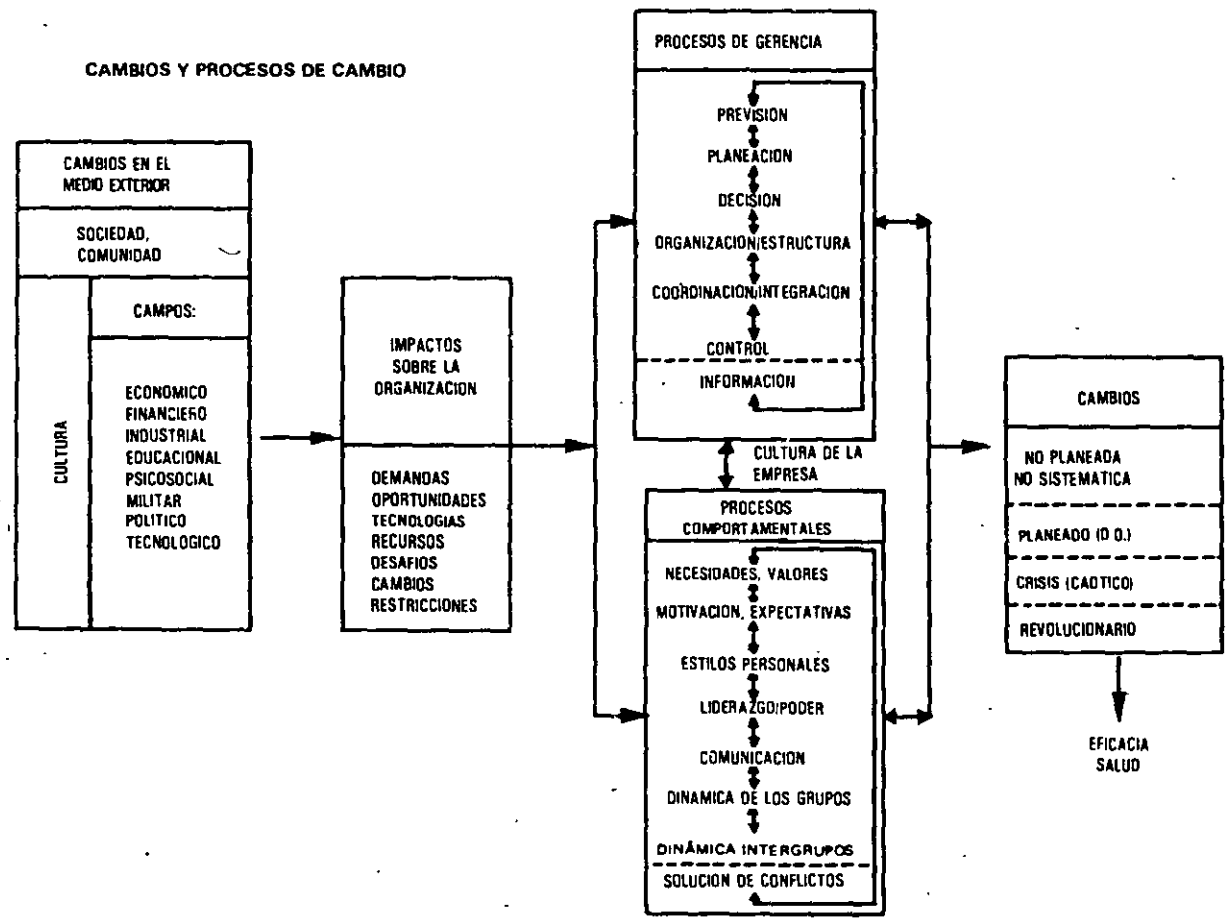 CAMBIOS Y PROCESOS DE CAMBIO
CAMBIOS EN EL
MEDIO EXTERIOR
SOCIEDAD,
COMUNIDAD
CULTURA
CAMPOS:
ECONOMICO
FINANCIERO
INDUSTRIAL
EDUCACIONAL
PSICOSOCIAL
MILITAR
POLITICO
TECNOLOGICO
IMPACTOS
SOBRE LA
ORGANIZACION
DEMANDAS
OPORTUNIDADES
TECNOLOGIAS
RECURSOS
DESAFIOS
CAMBIOS
RESTRICCIONES
PROCESOS DE GERENCIA
PREVISION
PLANEACION
DECISION
ORGANIZACION/ESTRUCTURA
COORDINACION/INTEGRACION
CONTROL
INFORMACION
CULTURA DE LA
EMPRESA
PROCESOS
COMPORTAMENTALES
NECESIDADES, VALORES
MOTIVACION, EXPECTATIVAS
ESTILOS PERSONALES
LIDERAZGO/PODER
COMUNICACION
DINAMICA DE LOS GRUPOS
DINÂMICA INTERGRUPOS
SOLUCION DE CONFLICTOS
CAMBIOS
NO PLANEADA
NO SISTEMATICA
PLANEADO (D O.)
CRISIS (CAOTICO)
REVOLUCIONARIO
EFICACIA
SALUD